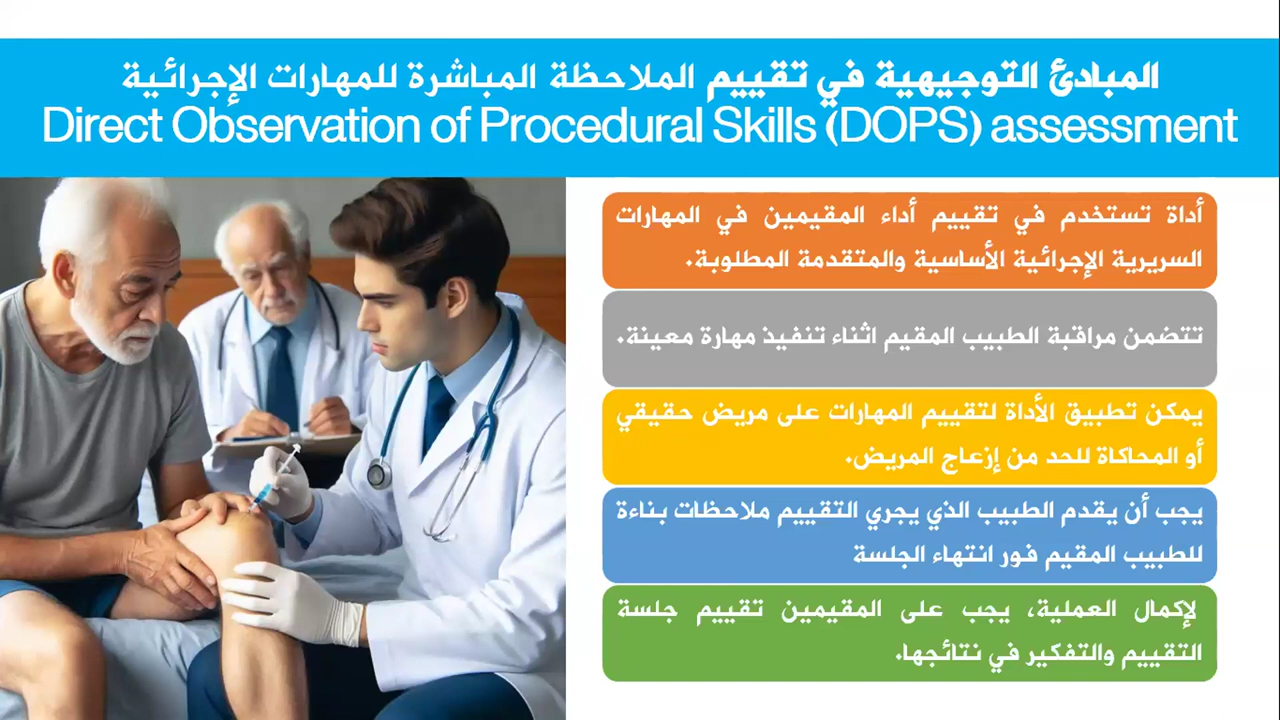 المبادئ التوجيهية في تقييم الملاحظة المباشرة للمهارات الإجرائية
Direct Observation of Procedural Skills (DOPS) assessment
أداة تستخدم في تقييم أداء المقيمين في المهارات
السريرية الإجرائية الأساسية والمتقدمة المطلوبة.
تتضمن مراقبة الطبيب المقيم اثناء تنفيذ مهارة معينة.
يمكن تطبيق الأداة لتقييم المهارات على مريض حقيقي
أو المحاكاة للحد من إزعاج المريض.
يجب أن يقدم الطبيب الذي يجري التقييم ملاحظات بناءة
للطبيب المقيم فور انتهاء الجلسة
لإكمال العملية، يجب على المقيمين تقييم جلسة
التقييم والتفكير في نتائجها.